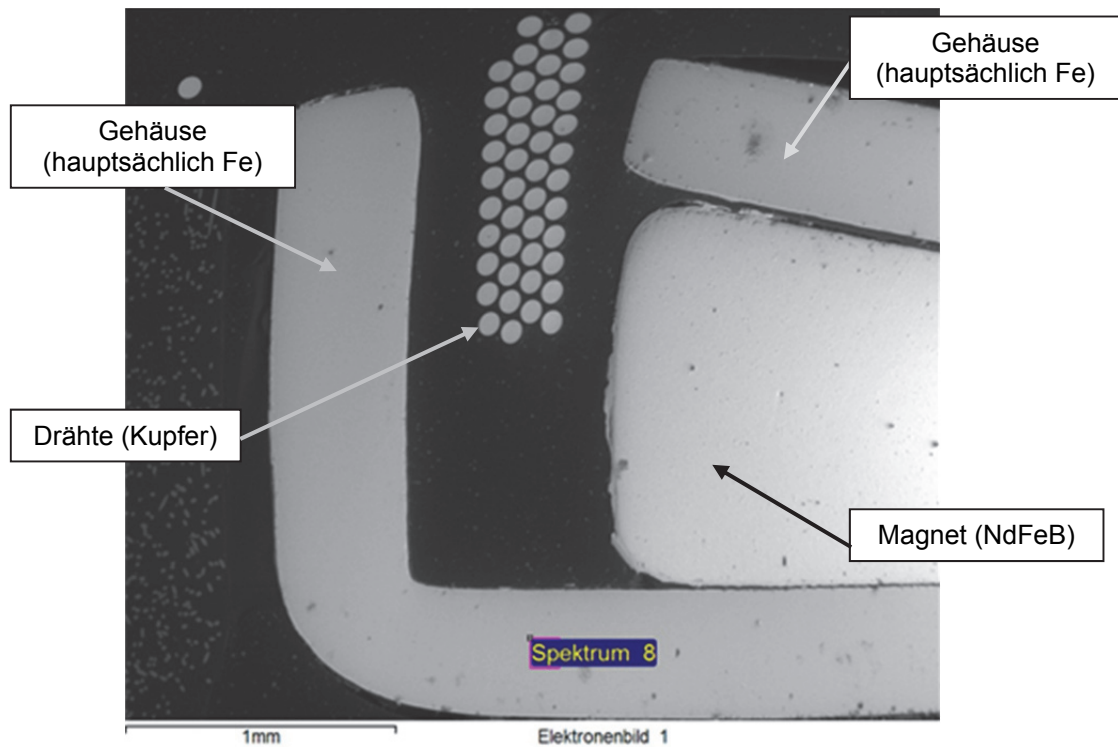 Gehäuse
(hauptsächlich Fe)
Gehäuse
(hauptsächlich Fe)
Drähte (Kupfer)
Magnet (NdFeB)
Spektrum 8
1mm
Elektronenbild 1